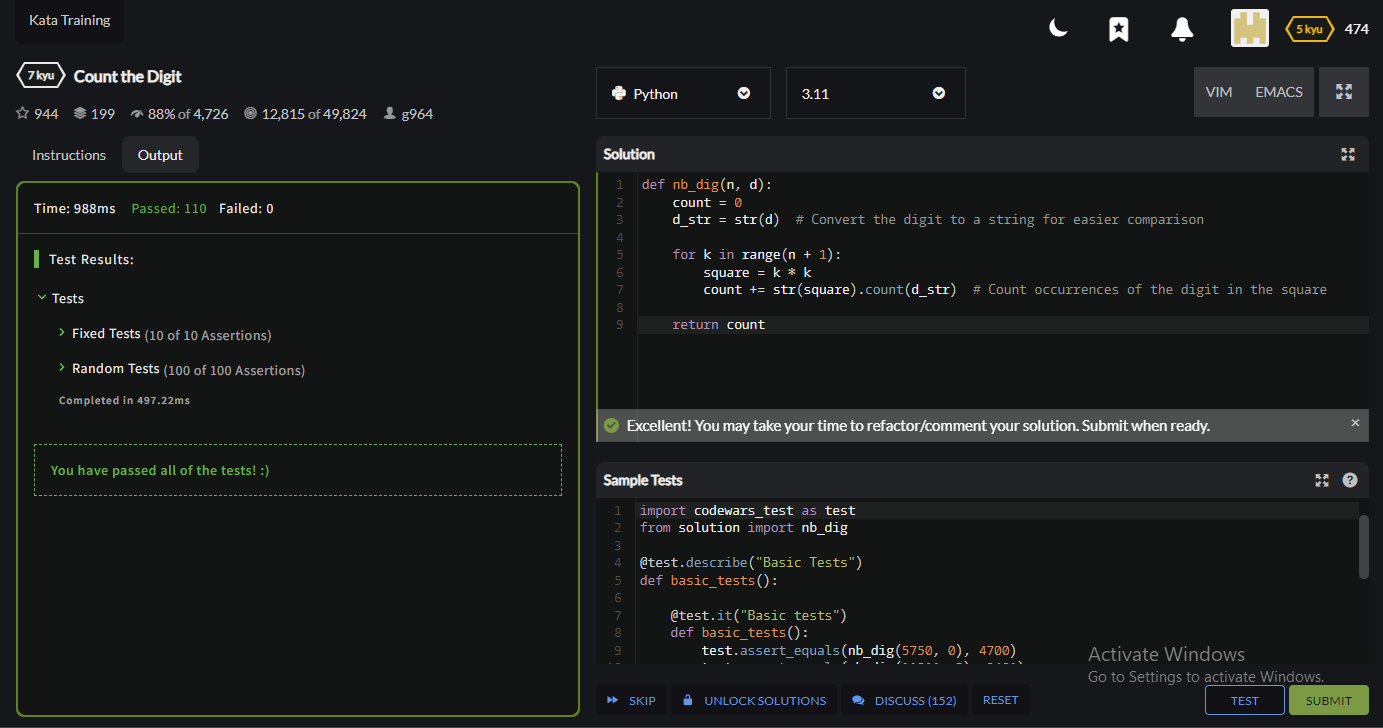 Kata Training
5 kyu 474
7 kyu Count the Digit
944 199 88% of 4,726 12,815 of 49,824 g964
Python 3.11 VIM EMACS
Instructions Output
Time: 988ms Passed: 110 Failed: 0
Test Results:
Tests
Fixed Tests (10 of 10 Assertions)
Random Tests (100 of 100 Assertions)
Completed in 497.22ms
You have passed all of the tests! :)
Solution
1 def nb_dig(n, d):
2 count = 0
3 d_str = str(d) # Convert the digit to a string for easier comparison
4
5 for k in range(n + 1):
6 square = k * k
7 count += str(square).count(d_str) # Count occurrences of the digit in the square
8
9 return count
Excellent! You may take your time to refactor/comment your solution. Submit when ready. ×
Sample Tests ?
1 import codewars_test as test
2 from solution import nb_dig
3
4 @test.describe("Basic Tests")
5 def basic_tests():
6
7 @test.it("Basic tests")
8 def basic_tests():
9 test.assert_equals(nb_dig(5750, 0), 4700)
Activate Windows
Go to Settings to activate Windows.
SKIP UNLOCK SOLUTIONS DISCUSS (152) RESET TEST SUBMIT